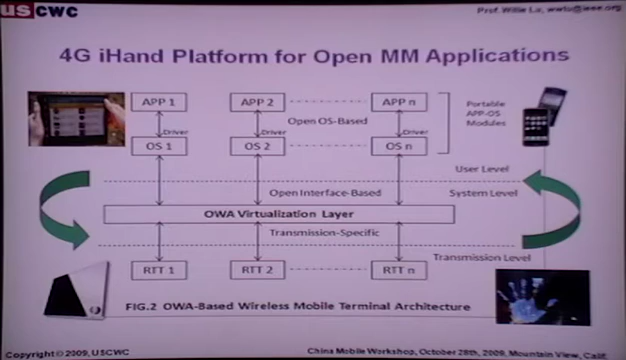 USCWC
Prof. Willie Lu, wwlu@ieee.org
4G iHand Platform for Open MM Applications
APP 1
APP 2
APP n
Portable
APP-OS
Modules
Open OS-Based
Driver
Driver
Driver
OS 1
OS 2
OS n
User Level
Open Interface-Based
System Level
OWA Virtualization Layer
Transmission-Specific
Transmission Level
RTT 1
RTT 2
RTT n
FIG.2 OWA-Based Wireless Mobile Terminal Architecture
Copyright©2009, USCWC
China Mobile Workshop, October 28th, 2009, Mountain View, Calif.